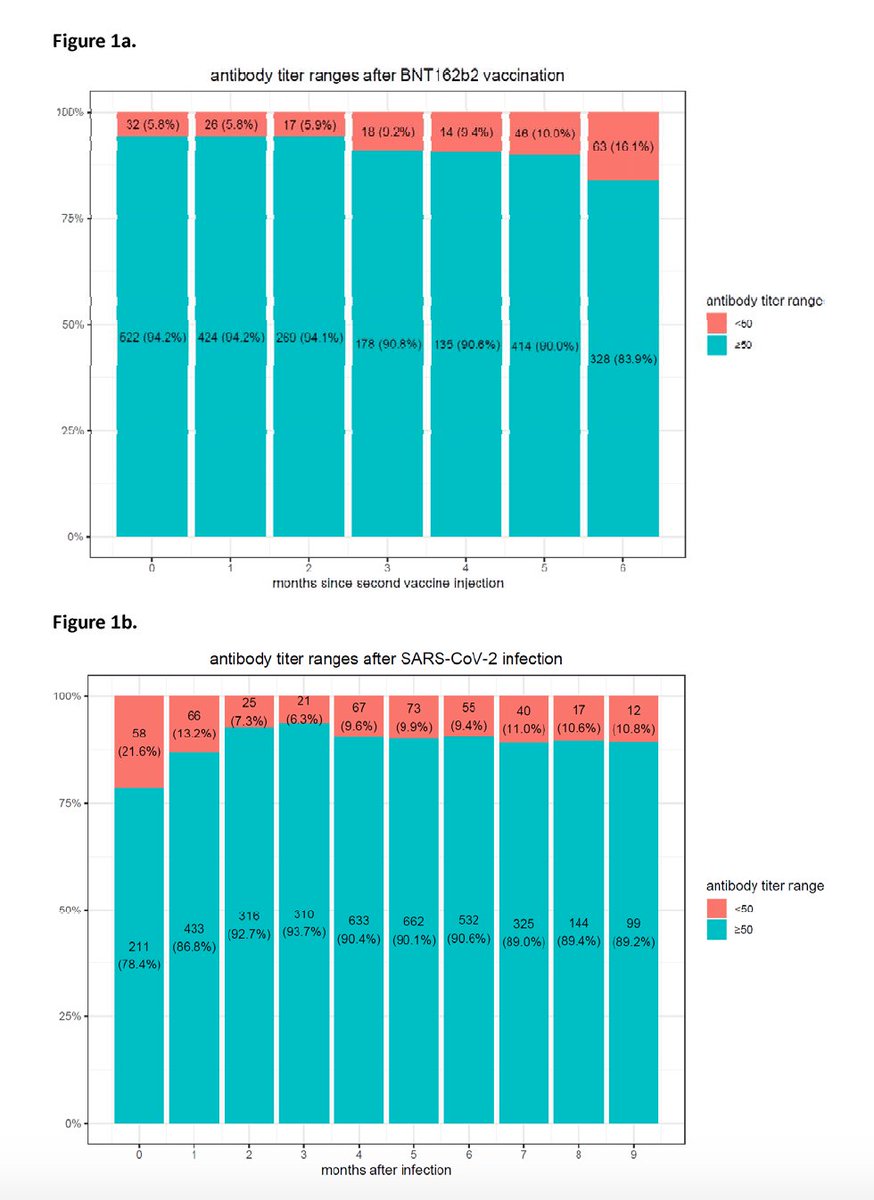 Figure 1a.
antibody titer ranges after BNT162b2 vaccination
100%
32 (5.8%) 26 (5.8%) 17 (5.9%) 18 (9.2%) 14 (9.4%) 46 (10.0%) 63 (16.1%)
75%
antibody titer range
<50
≥50
50%
522 (94.2%) 424 (94.2%) 269 (94.1%) 178 (90.8%) 135 (90.6%) 414 (90.0%) 328 (83.9%)
25%
0%
0 1 2 3 4 5 6
months since second vaccine injection
Figure 1b.
antibody titer ranges after SARS-CoV-2 infection
100%
58 66 25 21 67 73 55 40 17 12
(21.6%) (13.2%) (7.3%) (6.3%) (9.6%) (9.9%) (9.4%) (11.0%) (10.6%) (10.8%)
75%
antibody titer range
<50
≥50
50%
211 433 316 310 633 662 532 325 144 99
(78.4%) (86.8%) (92.7%) (93.7%) (90.4%) (90.1%) (90.6%) (89.0%) (89.4%) (89.2%)
25%
0%
0 1 2 3 4 5 6 7 8 9
months after infection